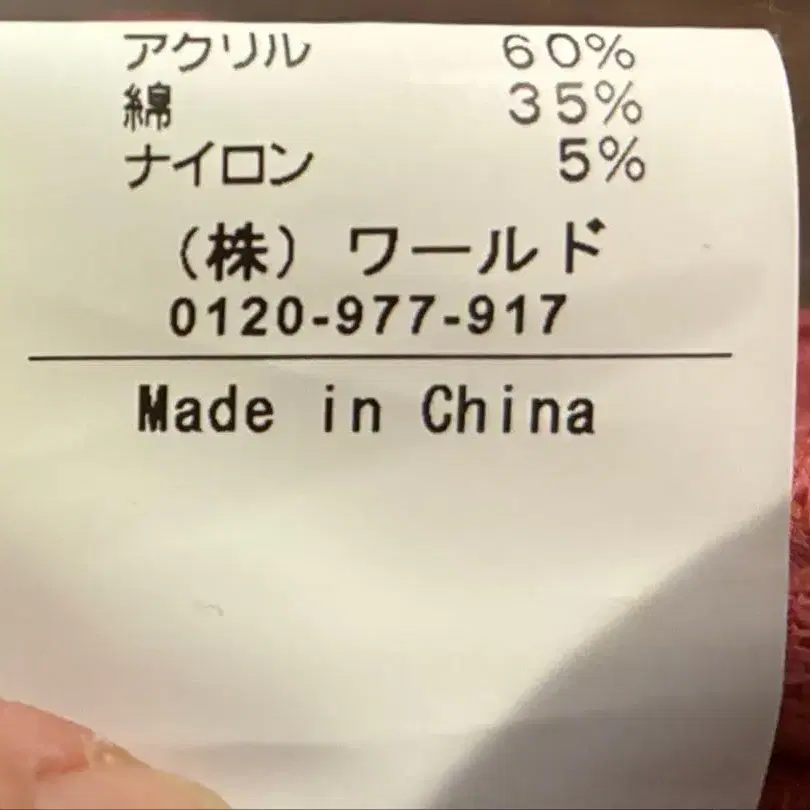 アクリル 60%
綿 35%
ナイロン 5%
(株) ワールド
0120-977-917
Made in China